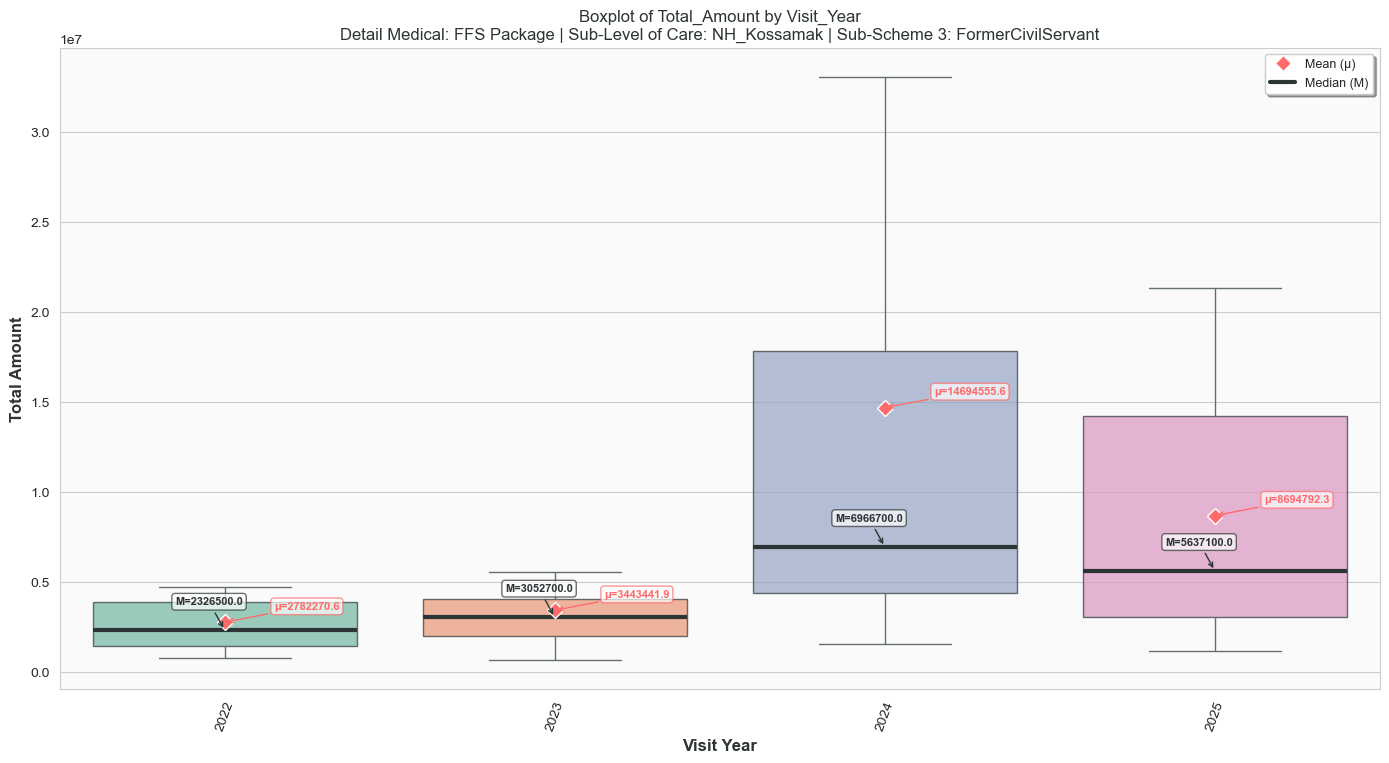 Boxplot of Total_Amount by Visit_Year
Detail Medical: FFS Package | Sub-Level of Care: NH_Kossamak | Sub-Scheme 3: FormerCivilServant
1e7
Mean (μ)
Median (M)
3.0
2.5
2.0
1.5
1.0
0.5
0.0
Total Amount
M=2326500.0
μ=2782270.6
M=3052700.0
μ=3443441.9
μ=14694555.6
M=6966700.0
μ=8694792.3
M=5637100.0
2022
2023
2024
2025
Visit Year